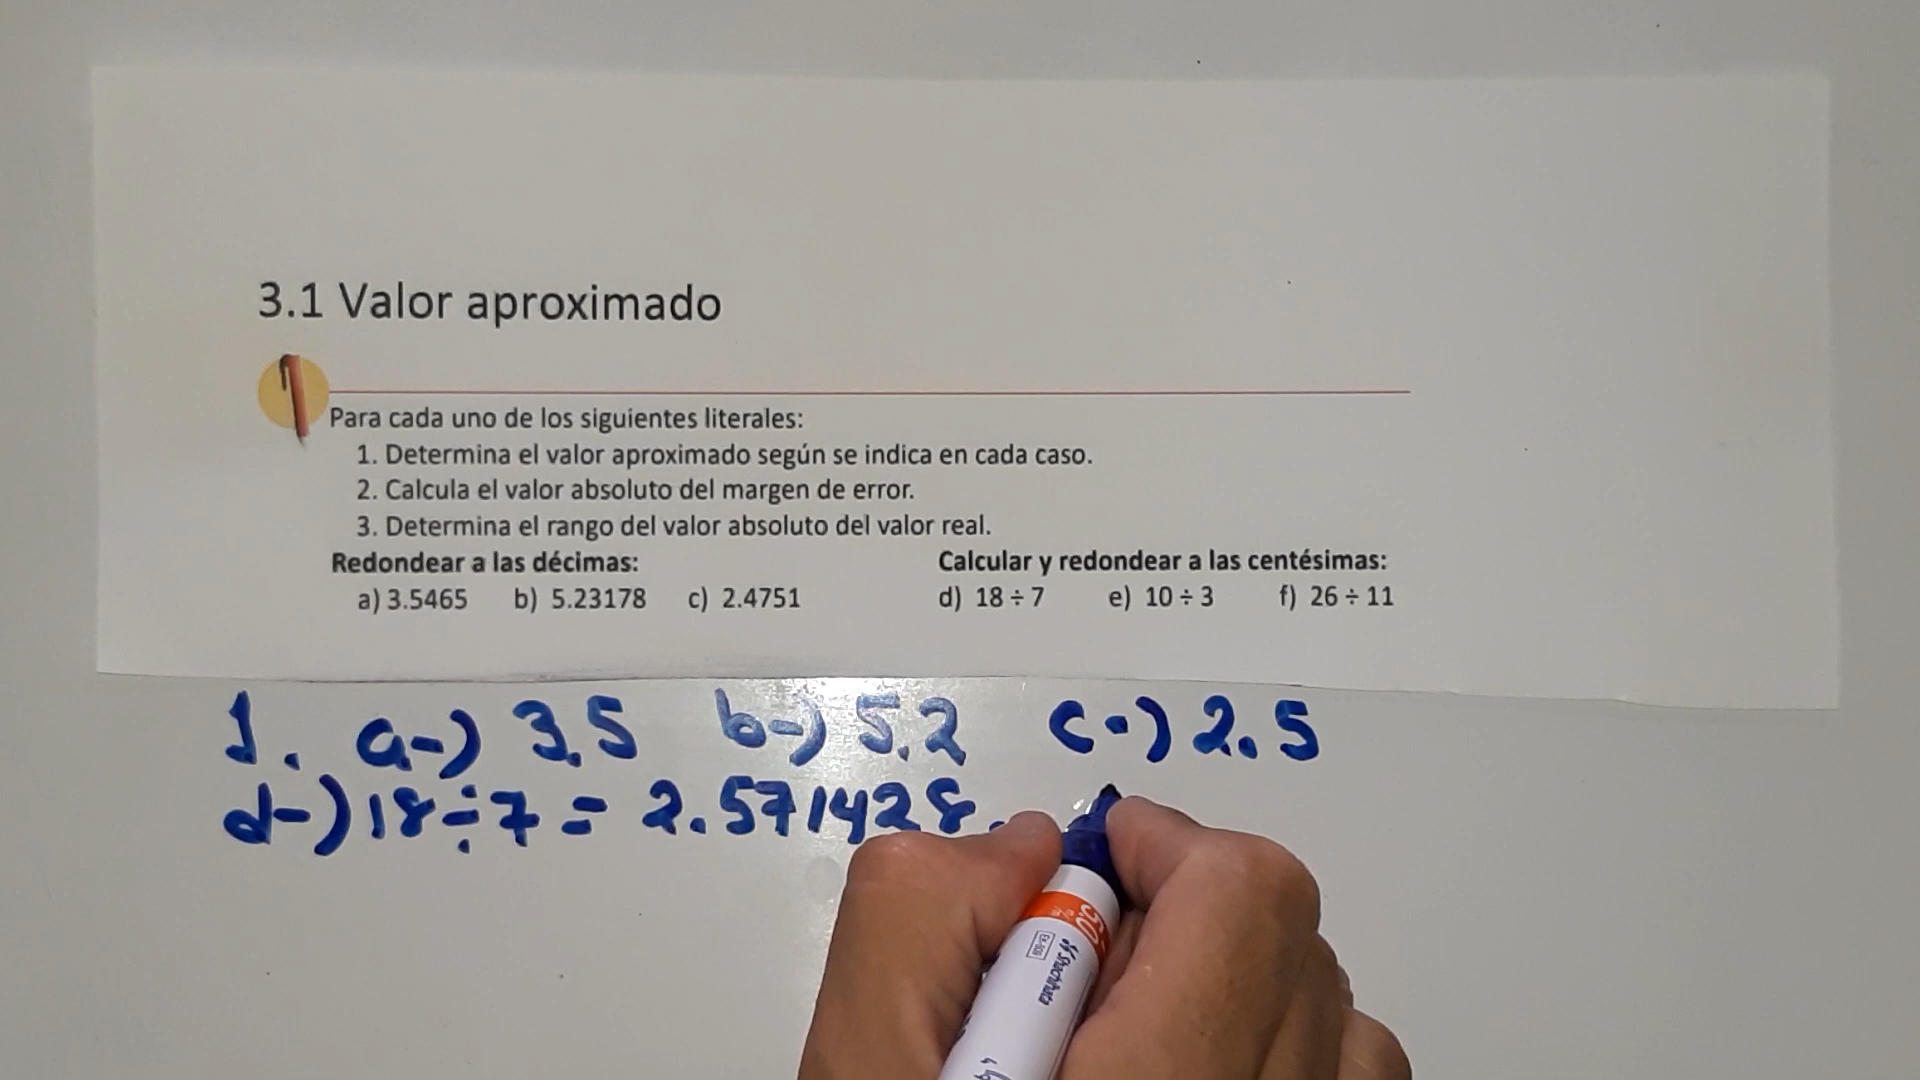 3.1 Valor aproximado
Para cada uno de los siguientes literales:
1. Determina el valor aproximado según se indica en cada caso.
2. Calcula el valor absoluto del margen de error.
3. Determina el rango del valor absoluto del valor real.
Redondear a las décimas: Calcular y redondear a las centésimas:
a) 3.5465 b) 5.23178 c) 2.4751 d) 18 ÷ 7 e) 10 ÷ 3 f) 26 ÷ 11
1. a-) 3.5 b-) 5.2 c-) 2.5
d-) 18÷7 = 2.571428.
Shachihata